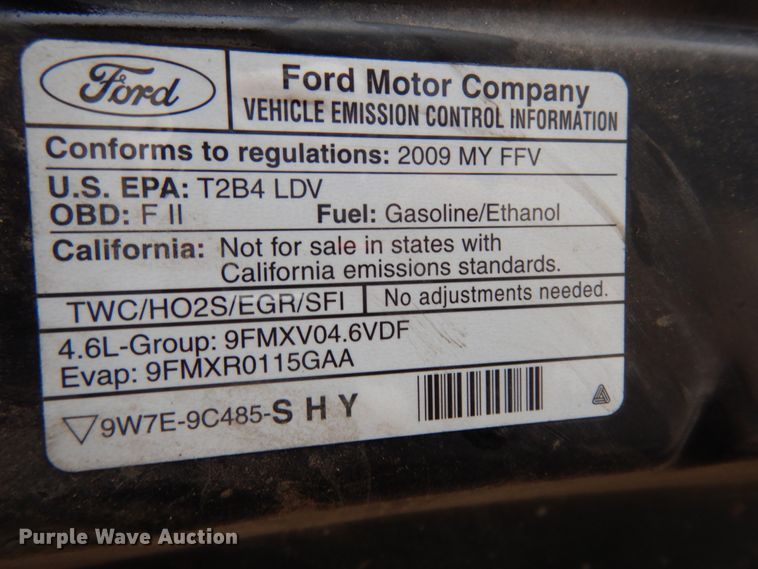 Ford
Ford Motor Company
VEHICLE EMISSION CONTROL INFORMATION
Conforms to regulations: 2009 MY FFV
U.S. EPA: T2B4 LDV
OBD: F II Fuel: Gasoline/Ethanol
California: Not for sale in states with
California emissions standards.
TWC/HO2S/EGR/SFI No adjustments needed.
4.6L-Group: 9FMXV04.6VDF
Evap: 9FMXR0115GAA
9W7E-9C485-S H Y
Purple Wave Auction